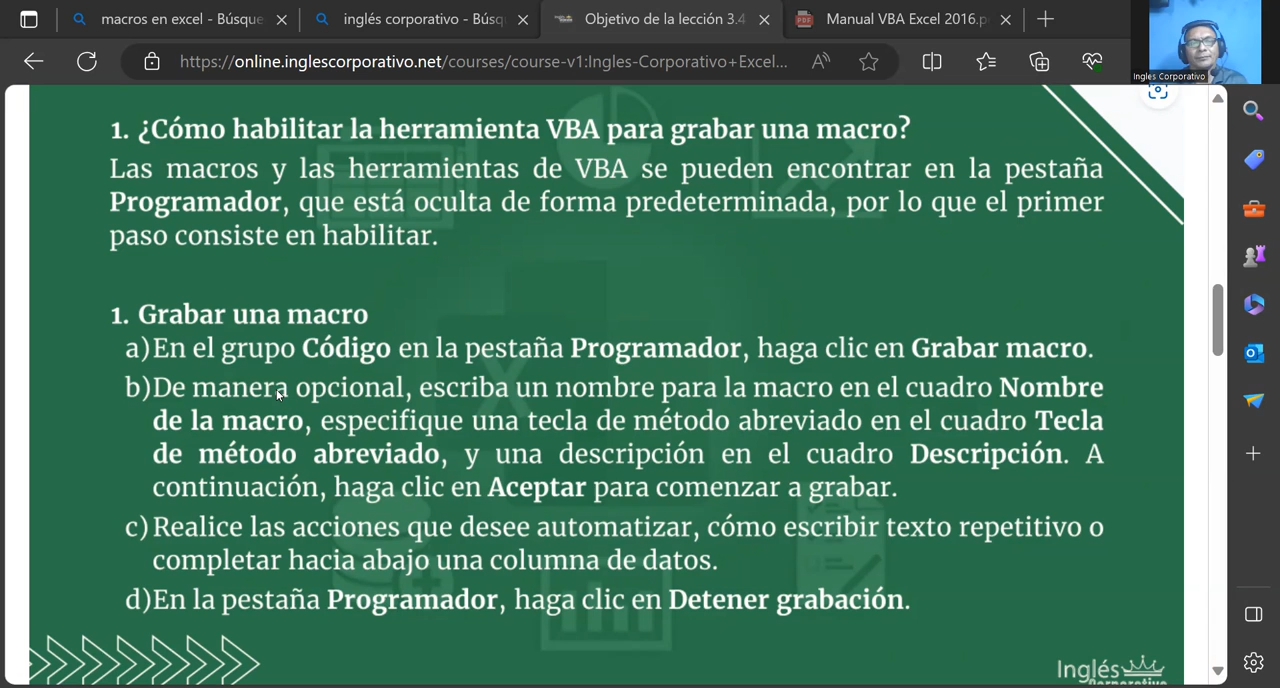 macros en excel - Búsque
inglés corporativo - Búsq
Objetivo de la lección 3.4
Manual VBA Excel 2016.p
https://online.inglescorporativo.net/courses/course-v1:Ingles-Corporativo+Excel...
Ingles Corporativo
1. ¿Cómo habilitar la herramienta VBA para grabar una macro?
Las macros y las herramientas de VBA se pueden encontrar en la pestaña
Programador, que está oculta de forma predeterminada, por lo que el primer
paso consiste en habilitar.
1. Grabar una macro
a) En el grupo Código en la pestaña Programador, haga clic en Grabar macro.
b) De manera opcional, escriba un nombre para la macro en el cuadro Nombre
de la macro, especifique una tecla de método abreviado en el cuadro Tecla
de método abreviado, y una descripción en el cuadro Descripción. A
continuación, haga clic en Aceptar para comenzar a grabar.
c) Realice las acciones que desee automatizar, cómo escribir texto repetitivo o
completar hacia abajo una columna de datos.
d) En la pestaña Programador, haga clic en Detener grabación.
Inglés
Corporativo